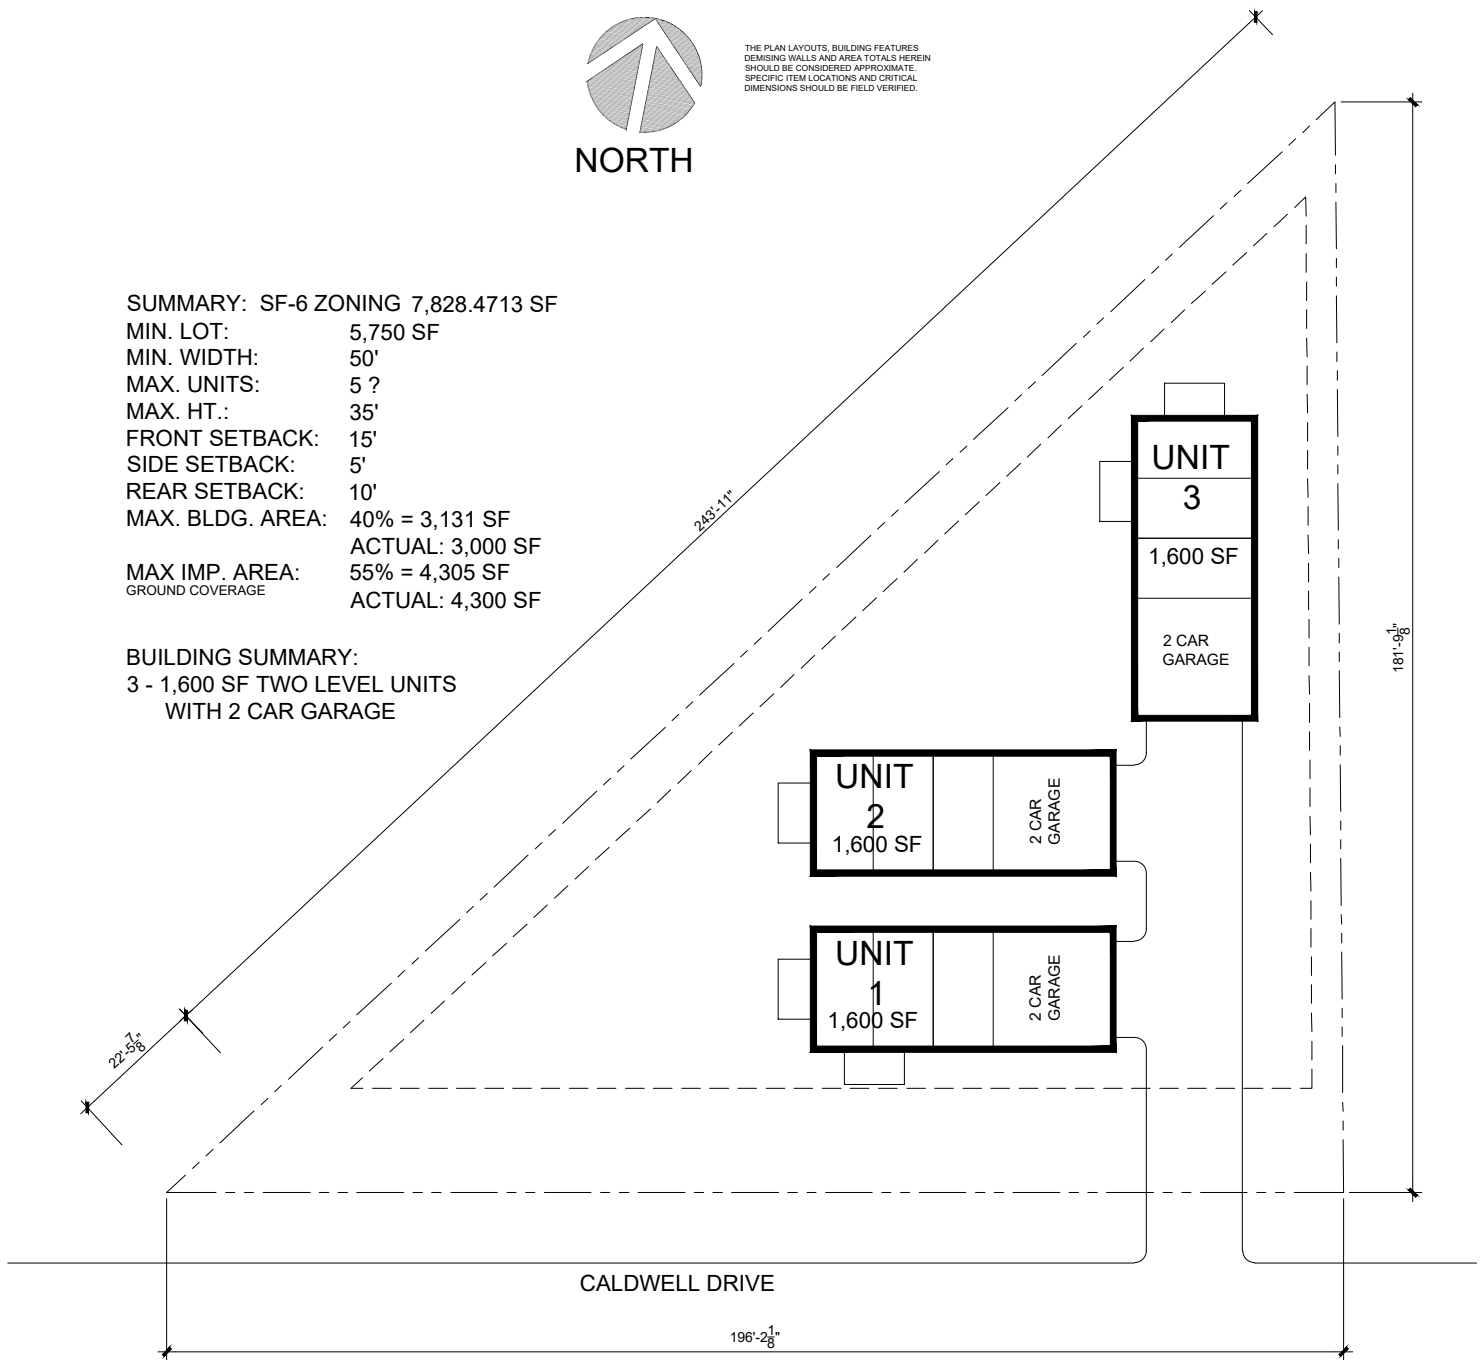 THE PLAN LAYOUTS, BUILDING FEATURES
DEMISING WALLS AND AREA TOTALS HEREIN
SHOULD BE CONSIDERED APPROXIMATE.
SPECIFIC ITEM LOCATIONS AND CRITICAL
DIMENSIONS SHOULD BE FIELD VERIFIED.
NORTH
SUMMARY: SF-6 ZONING 7,828.4713 SF
MIN. LOT: 5,750 SF
MIN. WIDTH: 50'
MAX. UNITS: 5 ?
MAX. HT.: 35'
FRONT SETBACK: 15'
SIDE SETBACK: 5'
REAR SETBACK: 10'
MAX. BLDG. AREA: 40% = 3,131 SF
ACTUAL: 3,000 SF
MAX IMP. AREA: 55% = 4,305 SF
GROUND COVERAGE
ACTUAL: 4,300 SF
BUILDING SUMMARY:
3 - 1,600 SF TWO LEVEL UNITS
WITH 2 CAR GARAGE
243'-11"
22'-5 7/8"
181'-9 1/8"
UNIT
3
1,600 SF
2 CAR
GARAGE
UNIT
2
1,600 SF
2 CAR
GARAGE
UNIT
1
1,600 SF
2 CAR
GARAGE
CALDWELL DRIVE
196'-2 1/8"